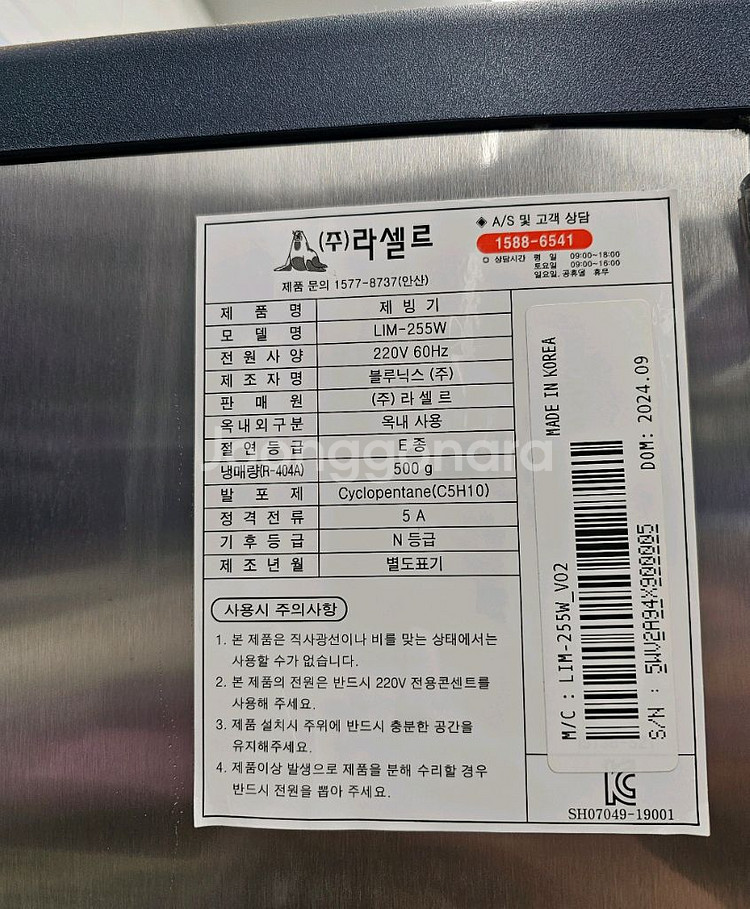 (주)라셀르
제품 문의 1577-8737(안산)
◈ A/S 및 고객 상담
1588-6541
◎ 상담시간 평 일 09:00~18:00
토요일 09:00~16:00
일요일, 공휴일 휴무
제 품 명 제 빙 기
모 델 명 LIM-255W
전 원 사 양 220V 60Hz
제 조 자 명 블루닉스 (주)
판 매 원 (주) 라 셀 르
옥내외구분 옥내 사용
절 연 등 급 E 종
냉매량(R-404A) 500 g
발 포 제 Cyclopentane(C5H10)
정 격 전 류 5 A
기 후 등 급 N 등급
제 조 년 월 별도표기
사용시 주의사항
1. 본 제품은 직사광선이나 비를 맞는 상태에서는
사용할 수가 없습니다.
2. 본 제품의 전원은 반드시 220V 전용콘센트를
사용해 주세요.
3. 제품 설치시 주위에 반드시 충분한 공간을
유지해주세요.
4. 제품이상 발생으로 제품을 분해 수리할 경우
반드시 전원을 뽑아 주세요.
MADE IN KOREA
M/C : LIM-255W_V02
DOM: 2024.09
S/N : 5WV2A94X900005
SH07049-19001
Joonggonara